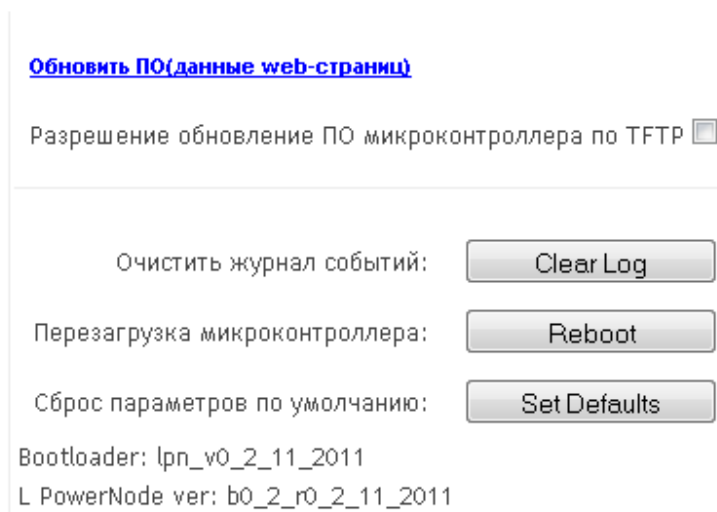 Обновить ПО(данные web-страниц)
Разрешение обновление ПО микроконтроллера по TFTP
Очистить журнал событий: Clear Log
Перезагрузка микроконтроллера: Reboot
Сброс параметров по умолчанию: Set Defaults
Bootloader: lpn_v0_2_11_2011
L PowerNode ver: b0_2_r0_2_11_2011